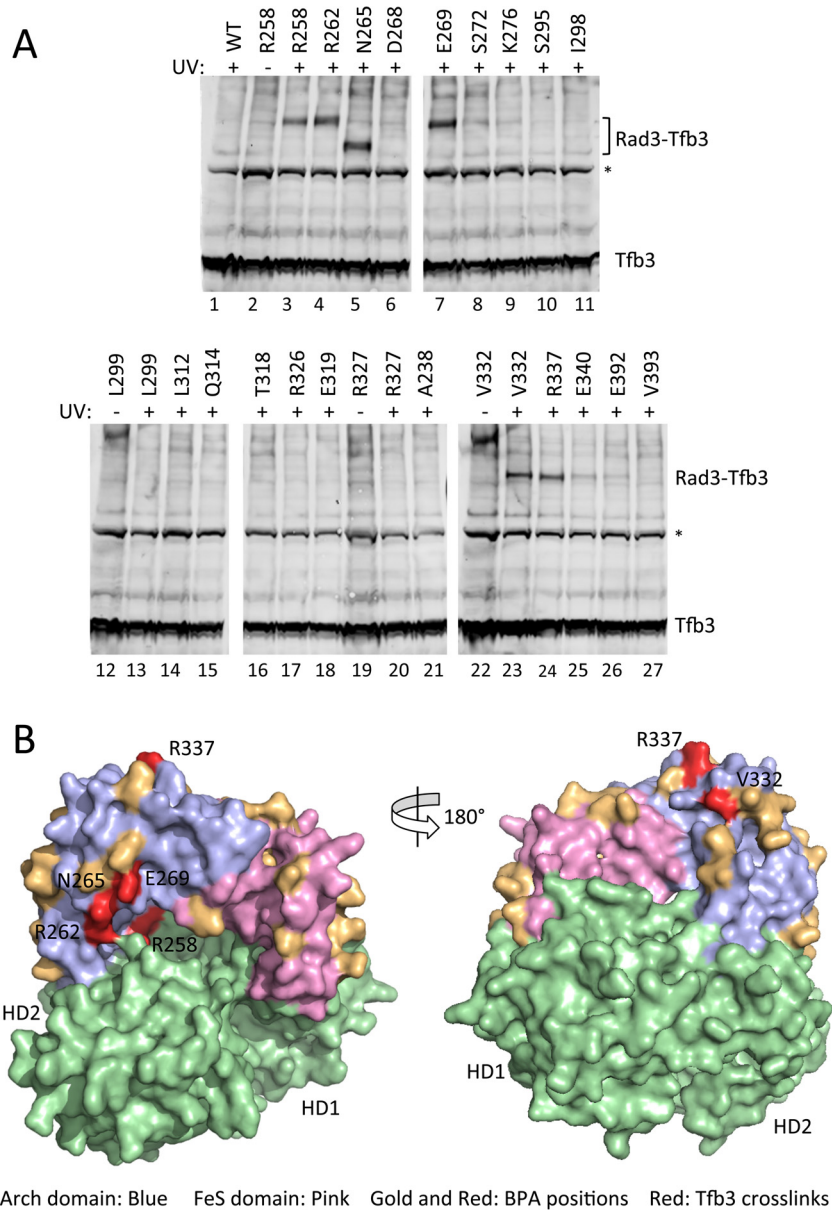 A
WT R258 R258 R262 N265 D268 E269 S272 K276 S295 I298
UV: + - + + + + + + + + +
Rad3-Tfb3
*
Tfb3
1 2 3 4 5 6 7 8 9 10 11
L299 L299 L312 Q314 T318 R326 E319 R327 R327 A238 V332 V332 R337 E340 E392 V393
UV: - + + + + + + - + + - + + + + +
Rad3-Tfb3
*
Tfb3
12 13 14 15 16 17 18 19 20 21 22 23 24 25 26 27
B
R337
N265
E269
R262
R258
HD2
HD1
180°
R337
V332
HD1
HD2
Arch domain: Blue FeS domain: Pink Gold and Red: BPA positions Red: Tfb3 crosslinks